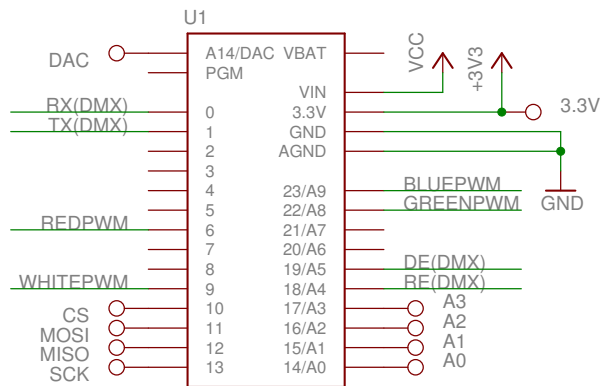 U1
DAC A14/DAC VBAT VCC +3V3
PGM
VIN
RX(DMX) 0 3.3V 3.3V
TX(DMX) 1 GND
2 AGND
3
4 23/A9 BLUEPWM
5 22/A8 GREENPWM GND
REDPWM 6 21/A7
7 20/A6
8 19/A5 DE(DMX)
WHITEPWM 9 18/A4 RE(DMX)
CS 10 17/A3 A3
MOSI 11 16/A2 A2
MISO 12 15/A1 A1
SCK 13 14/A0 A0